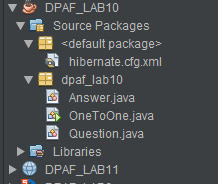 DPAF_LAB10
Source Packages
<default package>
hibernate.cfg.xml
dpaf_lab10
Answer.java
OneToOne.java
Question.java
Libraries
DPAF_LAB11